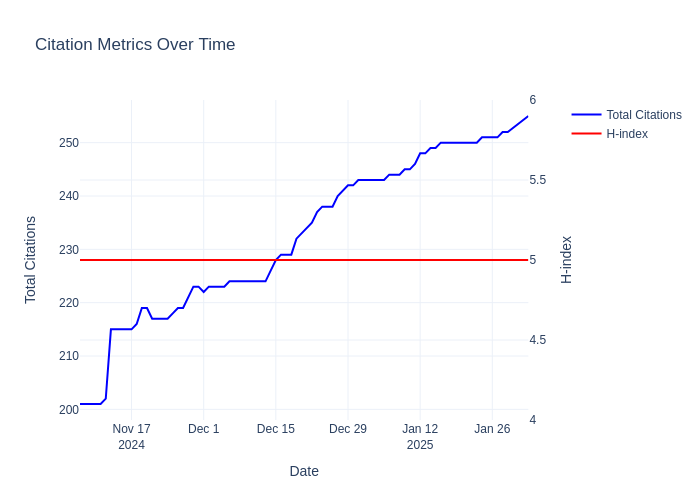 Citation Metrics Over Time
Total Citations
H-index
250
240
230
220
210
200
Total Citations
6
5.5
5
4.5
4
H-index
Nov 17
2024
Dec 1
Dec 15
Dec 29
Jan 12
2025
Jan 26
Date